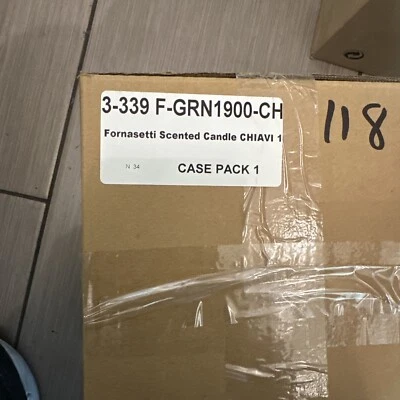 3-339 F-GRN1900-CH
Fornasetti Scented Candle CHIAVI 1
N 34
CASE PACK 1
118